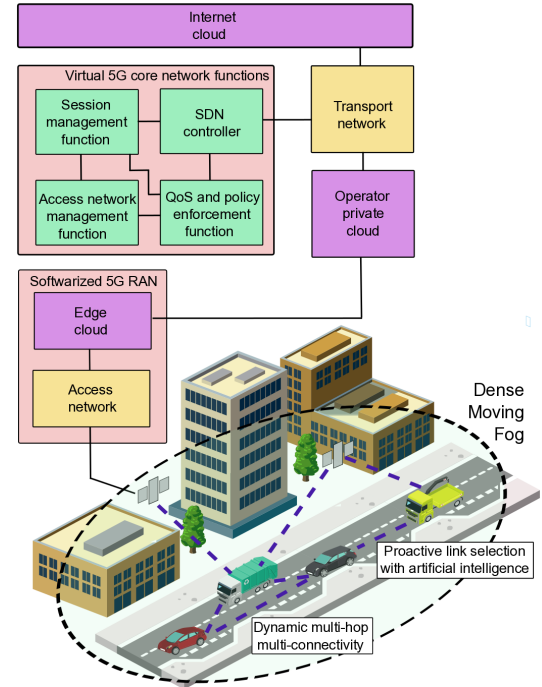 Internet
cloud
Virtual 5G core network functions
Session
management
function
SDN
controller
Transport
network
Access network
management
function
QoS and policy
enforcement
function
Operator
private
cloud
Softwarized 5G RAN
Edge
cloud
Access
network
Dense
Moving
Fog
Proactive link selection
with artificial intelligence
Dynamic multi-hop
multi-connectivity